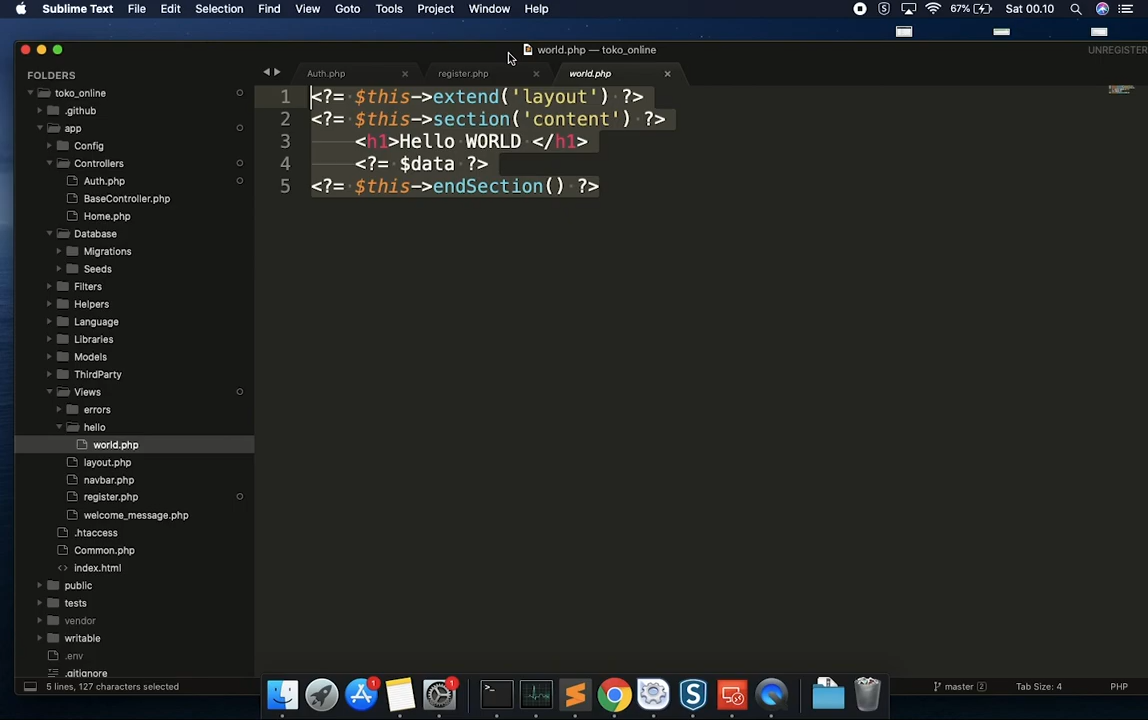 Sublime Text File Edit Selection Find View Goto Tools Project Window Help 67% Sat 00.10
world.php — toko_online UNREGISTER
FOLDERS Auth.php register.php world.php
toko_online
.github
app
Config
Controllers
Auth.php
BaseController.php
Home.php
Database
Migrations
Seeds
Filters
Helpers
Language
Libraries
Models
ThirdParty
Views
errors
hello
world.php
layout.php
navbar.php
register.php
welcome_message.php
.htaccess
Common.php
index.html
public
tests
vendor
writable
.env
.gitignore
1 <?= $this->extend('layout') ?>
2 <?= $this->section('content') ?>
3 <h1>Hello WORLD </h1>
4 <?= $data ?>
5 <?= $this->endSection() ?>
5 lines, 127 characters selected master 2 Tab Size: 4 PHP
1 1